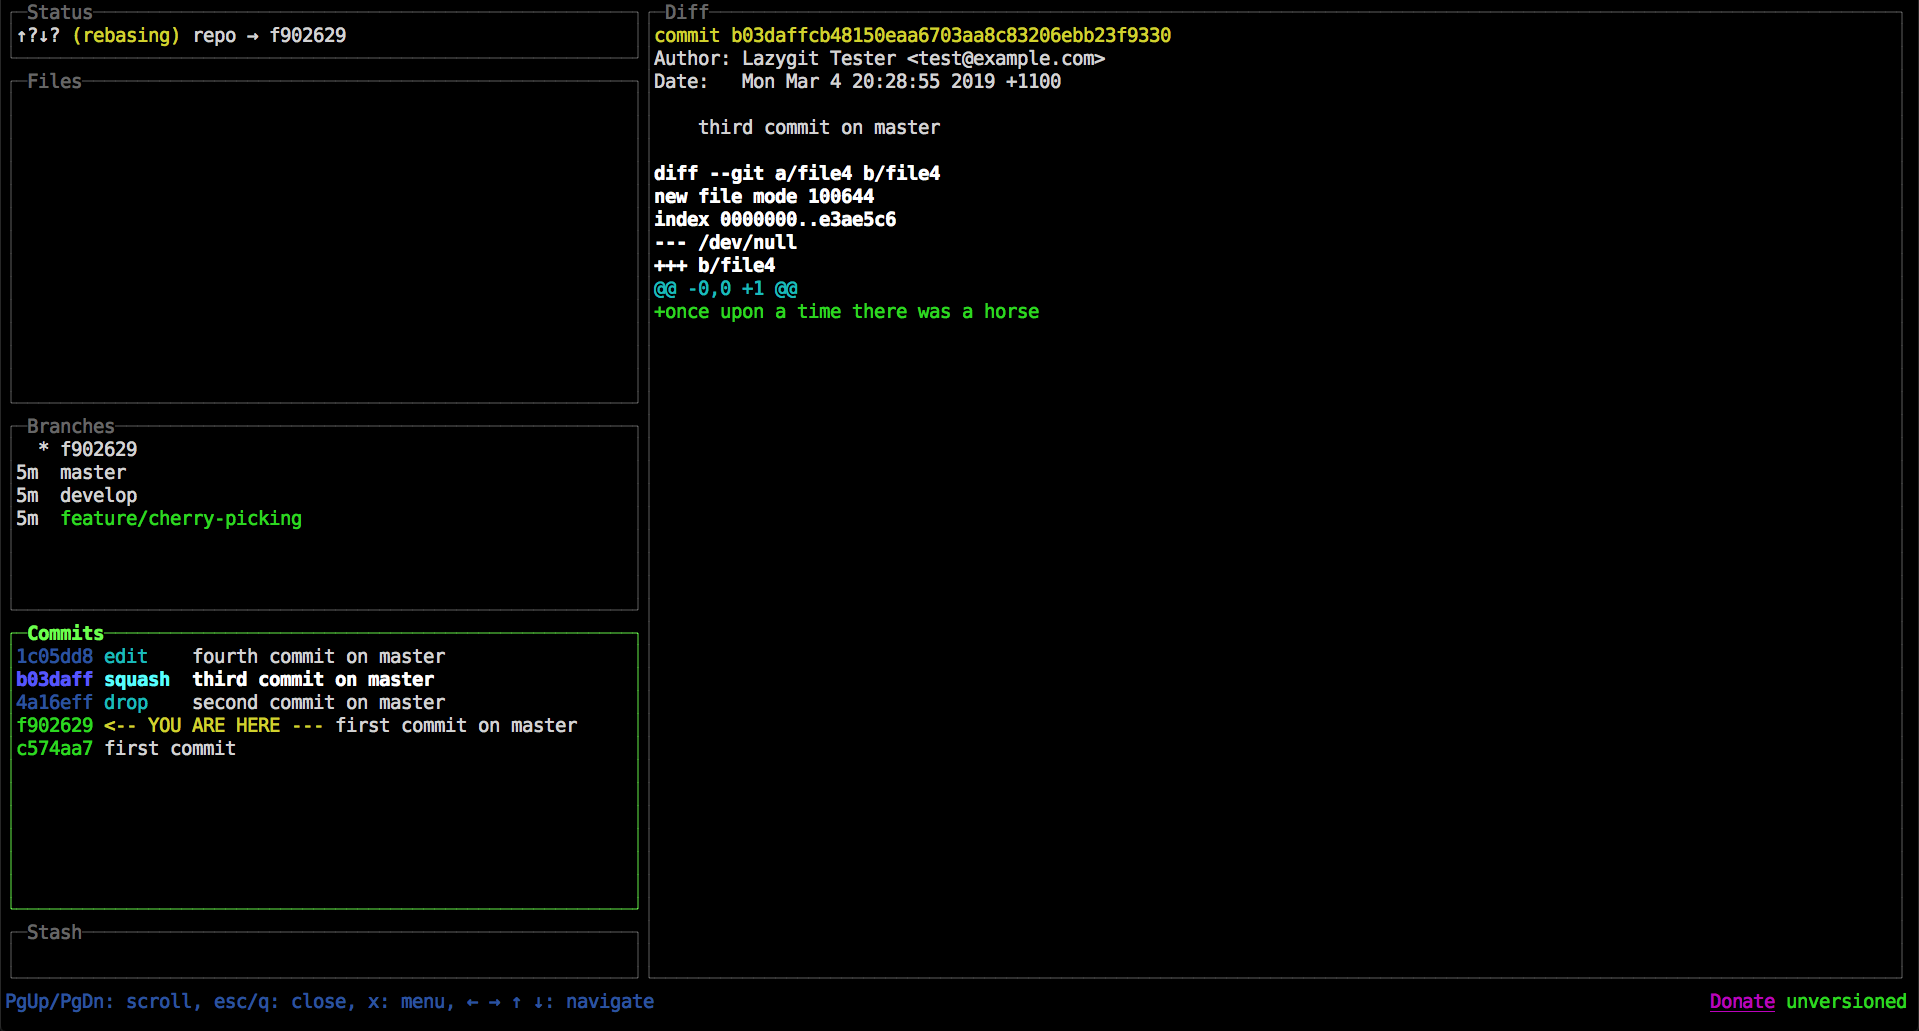 Status
↑?↓? (rebasing) repo → f902629
Files
Branches
* f902629
5m master
5m develop
5m feature/cherry-picking
Commits
1c05dd8 edit fourth commit on master
b03daff squash third commit on master
4a16eff drop second commit on master
f902629 <-- YOU ARE HERE --- first commit on master
c574aa7 first commit
Stash
Diff
commit b03daffcb48150eaa6703aa8c83206ebb23f9330
Author: Lazygit Tester <test@example.com>
Date: Mon Mar 4 20:28:55 2019 +1100
third commit on master
diff --git a/file4 b/file4
new file mode 100644
index 0000000..e3ae5c6
--- /dev/null
+++ b/file4
@@ -0,0 +1 @@
+once upon a time there was a horse
PgUp/PgDn: scroll, esc/q: close, x: menu, ← → ↑ ↓: navigate
Donate unversioned